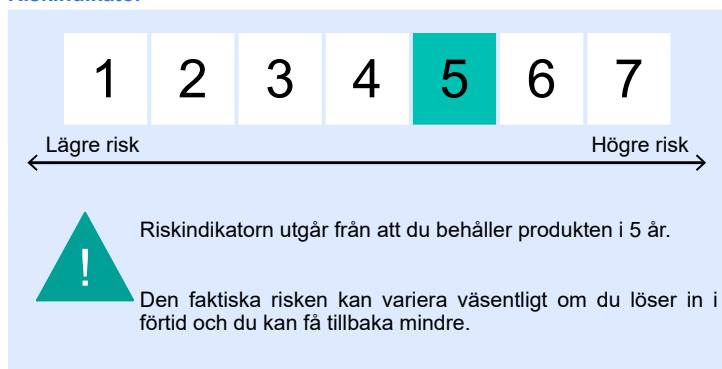 1 2 3 4 5 6 7
Lägre risk Högre risk
Riskindikatorn utgår från att du behåller produkten i 5 år.
!
Den faktiska risken kan variera väsentligt om du löser in i
förtid och du kan få tillbaka mindre.